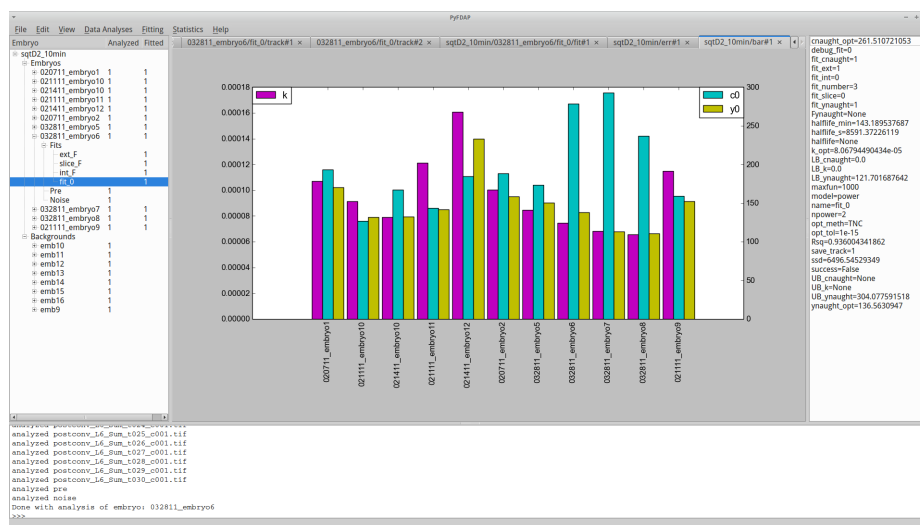 PyFDAP
File Edit View Data Analyses Fitting Statistics Help
Embryo Analyzed Fitted
sqtD2_10min
Embryos
020711_embryo1 1 1
021111_embryo10 1 1
021411_embryo10 1 1
021111_embryo11 1 1
021411_embryo12 1 1
020711_embryo2 1 1
032811_embryo5 1 1
032811_embryo6 1 1
Fits
ext_F 1
slice_F 1
int_F 1
fit_0 1
Pre 1
Noise 1
032811_embryo7 1 1
032811_embryo8 1 1
021111_embryo9 1 1
Backgrounds
emb10 1
emb11 1
emb12 1
emb13 1
emb14 1
emb15 1
emb16 1
emb9 1
032811_embryo6/fit_0/track#1 × 032811_embryo6/fit_0/track#2 × sqtD2_10min/032811_embryo6/fit_0/fit#1 × sqtD2_10min/err#1 × sqtD2_10min/bar#1 ×
0.00018
0.00016
0.00014
0.00012
0.00010
0.00008
0.00006
0.00004
0.00002
0.00000
k
c0
y0
300
250
200
150
100
50
0
020711_embryo1
021111_embryo10
021411_embryo10
021111_embryo11
021411_embryo12
020711_embryo2
032811_embryo5
032811_embryo6
032811_embryo7
032811_embryo8
021111_embryo9
cnaught_opt=261.510721053
debug_fit=0
fit_cnaught=1
fit_ext=1
fit_int=0
fit_number=3
fit_slice=0
fit_ynaught=1
Fynaught=None
halflife_min=143.189537687
halflife_s=8591.37226119
halflife=None
k_opt=8.06794490434e-05
LB_cnaught=0.0
LB_k=0.0
LB_ynaught=121.701687642
maxfun=1000
model=power
name=fit_0
npower=2
opt_meth=TNC
opt_tol=1e-15
Rsq=0.936004341862
save_track=1
ssd=6496.54529349
success=False
UB_cnaught=None
UB_k=None
UB_ynaught=304.077591518
ynaught_opt=136.5630947
analyzed postconv_L6_Sum_t024_c001.tif
analyzed postconv_L6_Sum_t025_c001.tif
analyzed postconv_L6_Sum_t026_c001.tif
analyzed postconv_L6_Sum_t027_c001.tif
analyzed postconv_L6_Sum_t028_c001.tif
analyzed postconv_L6_Sum_t029_c001.tif
analyzed postconv_L6_Sum_t030_c001.tif
analyzed pre
analyzed noise
Done with analysis of embryo: 032811_embryo6
>>>